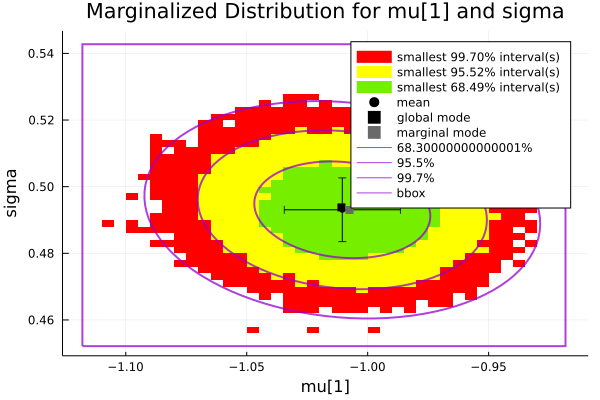 Marginalized Distribution for mu[1] and sigma
smallest 99.70% interval(s)
smallest 95.52% interval(s)
smallest 68.49% interval(s)
mean
global mode
marginal mode
68.30000000000001%
95.5%
99.7%
bbox
sigma
0.54
0.52
0.50
0.48
0.46
−1.10
−1.05
−1.00
−0.95
mu[1]